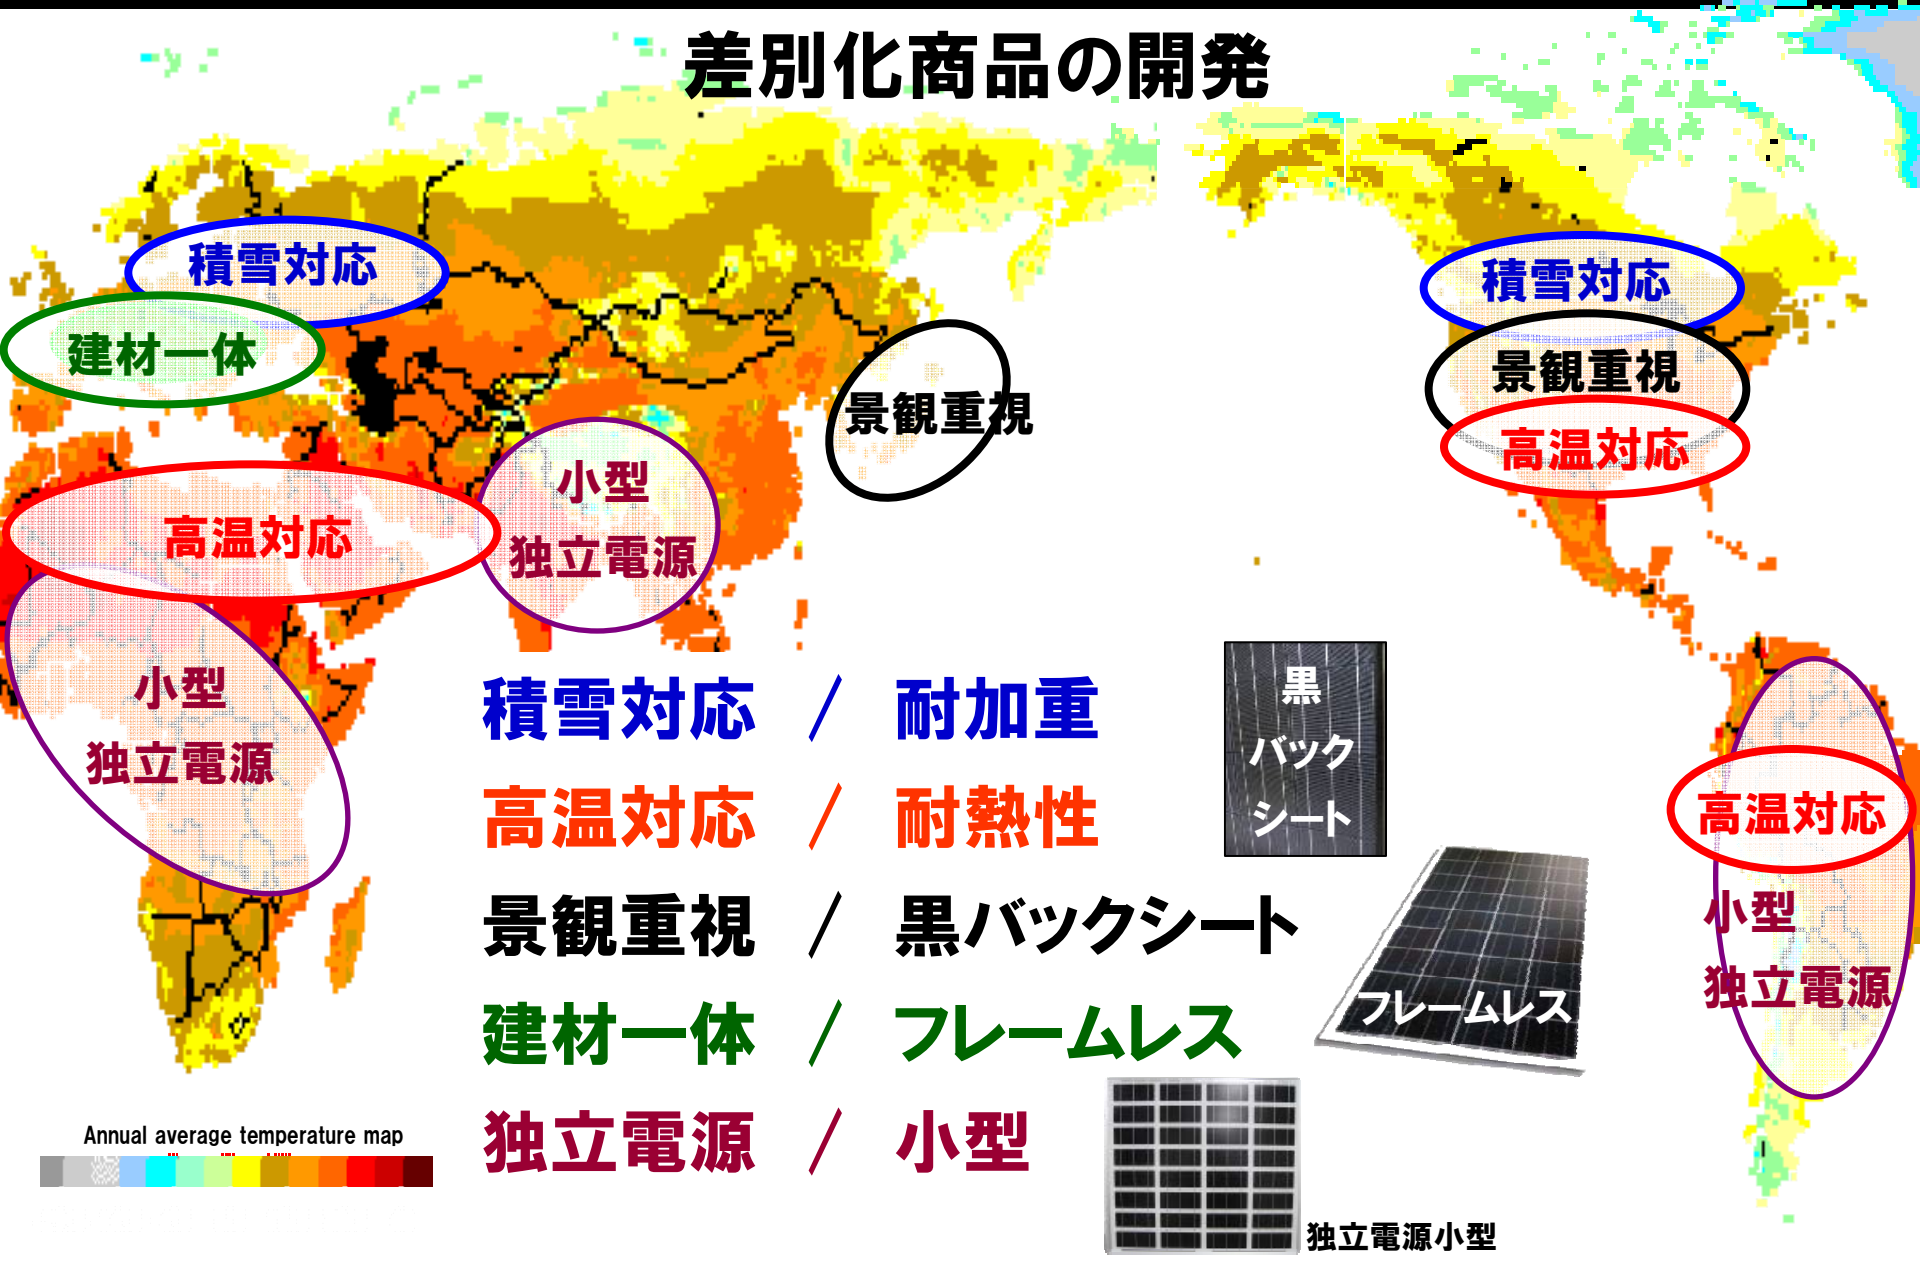 差別化商品の開発
積雪対応
建材一体
高温対応
小型
独立電源
小型
独立電源
景観重視
積雪対応
景観重視
高温対応
高温対応
小型
独立電源
積雪対応 / 耐加重
高温対応 / 耐熱性
景観重視 / 黒バックシート
建材一体 / フレームレス
独立電源 / 小型
黒
バック
シート
フレームレス
独立電源小型
Annual average temperature map